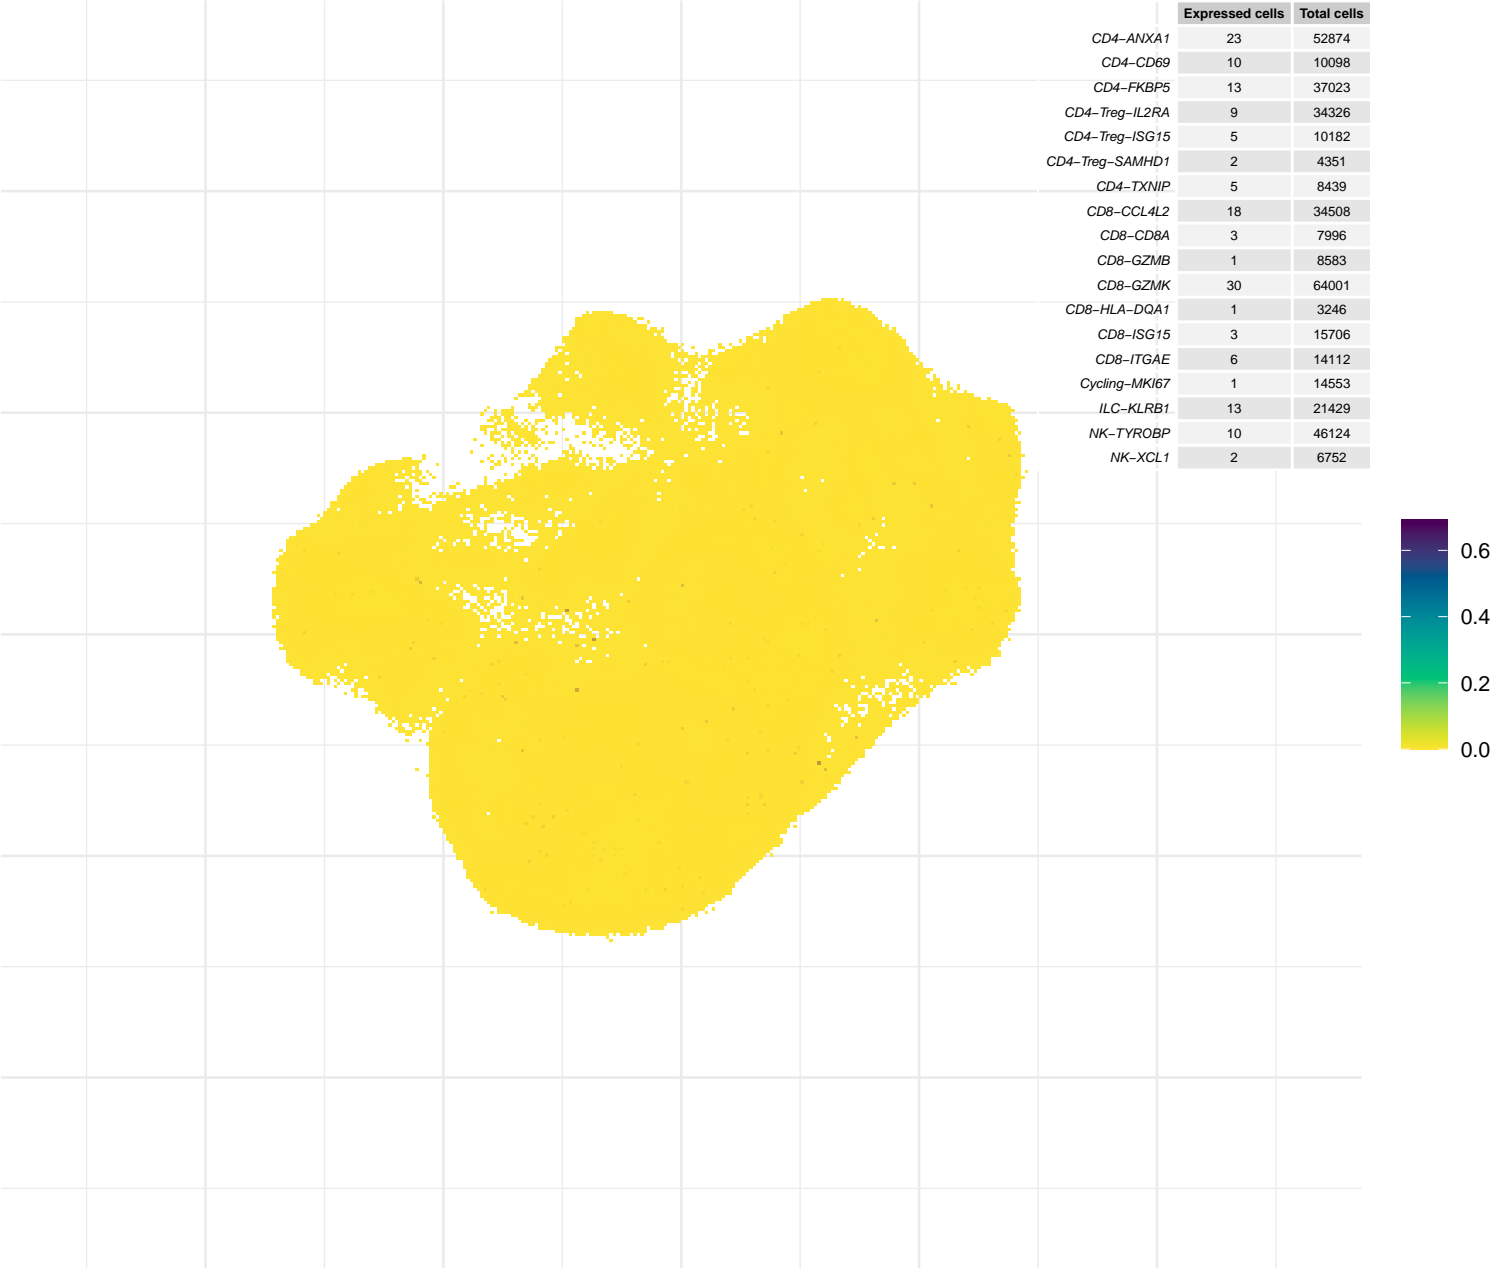 Expressed cells Total cells
CD4−ANXA1 23 52874
CD4−CD69 10 10098
CD4−FKBP5 13 37023
CD4−Treg−IL2RA 9 34326
CD4−Treg−ISG15 5 10182
CD4−Treg−SAMHD1 2 4351
CD4−TXNIP 5 8439
CD8−CCL4L2 18 34508
CD8−CD8A 3 7996
CD8−GZMB 1 8583
CD8−GZMK 30 64001
CD8−HLA−DQA1 1 3246
CD8−ISG15 3 15706
CD8−ITGAE 6 14112
Cycling−MKI67 1 14553
ILC−KLRB1 13 21429
NK−TYROBP 10 46124
NK−XCL1 2 6752
0.6
0.4
0.2
0.0